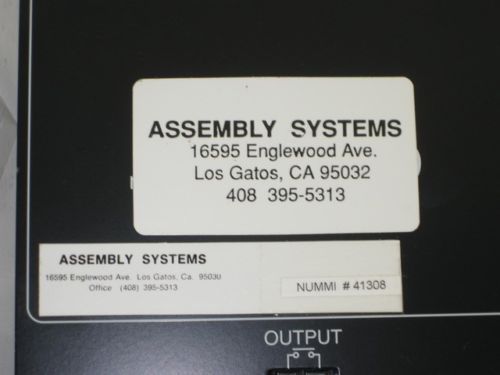 ASSEMBLY SYSTEMS
16595 Englewood Ave.
Los Gatos, CA 95032
408 395-5313
ASSEMBLY SYSTEMS
16595 Englewood Ave. Los Gatos, Ca. 95030
Office (408) 395-5313
NUMMI # 41308
OUTPUT